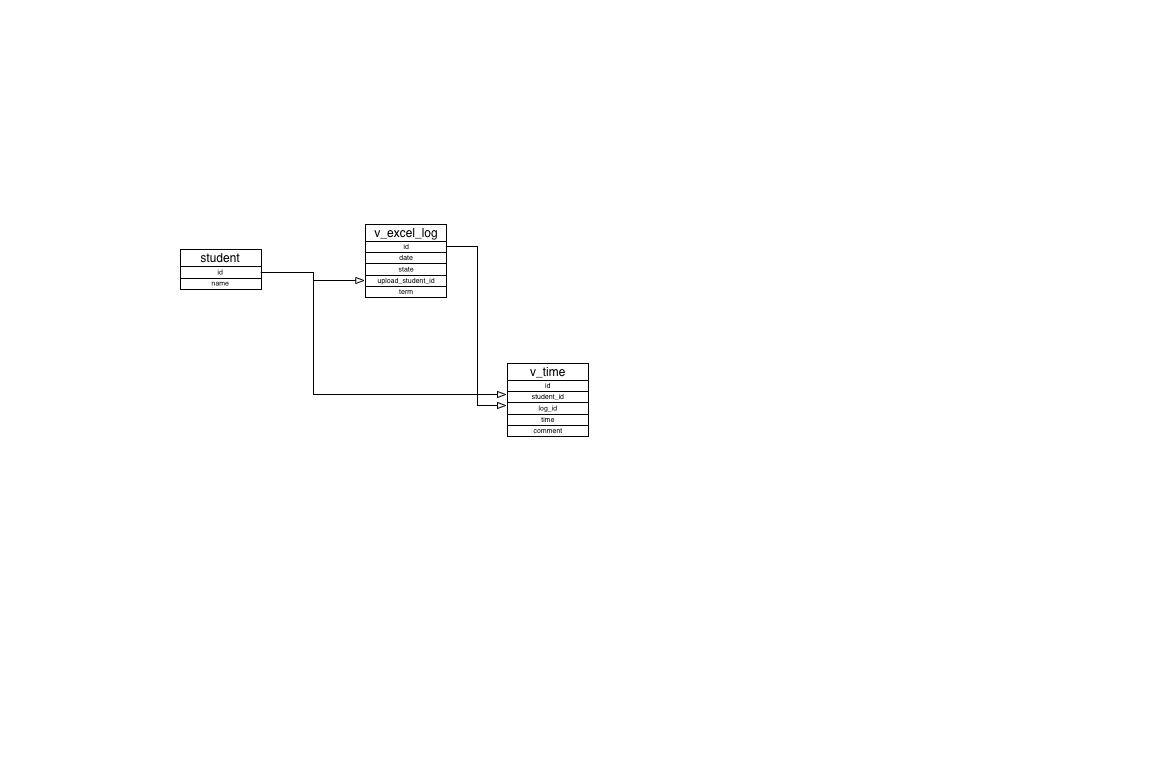 student
id
name
v_excel_log
id
date
state
upload_student_id
term
v_time
id
student_id
log_id
time
comment